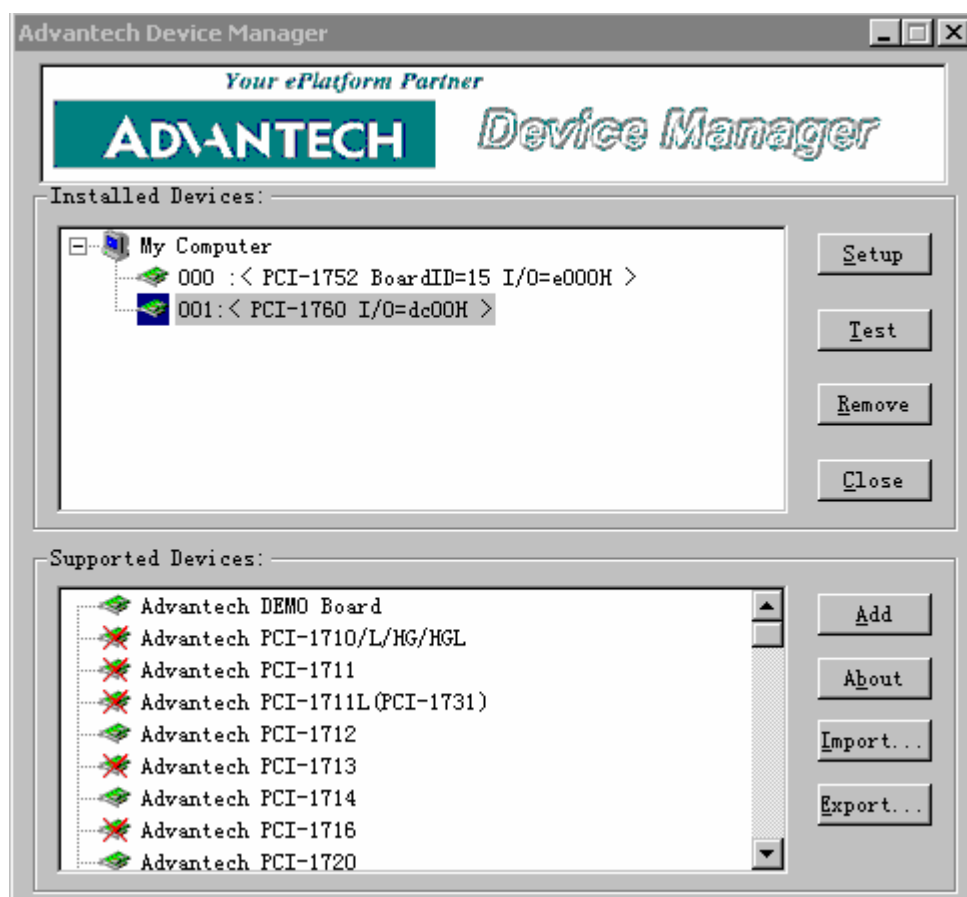 Advantech Device Manager
Your ePlatform Partner
ADVANTECH Device Manager
Installed Devices:
My Computer
000 :< PCI-1752 BoardID=15 I/O=e000H >
001:< PCI-1760 I/O=dc00H >
Setup
Test
Remove
Close
Supported Devices:
Advantech DEMO Board
Advantech PCI-1710/L/HG/HGL
Advantech PCI-1711
Advantech PCI-1711L(PCI-1731)
Advantech PCI-1712
Advantech PCI-1713
Advantech PCI-1714
Advantech PCI-1716
Advantech PCI-1720
Add
About
Import...
Export...